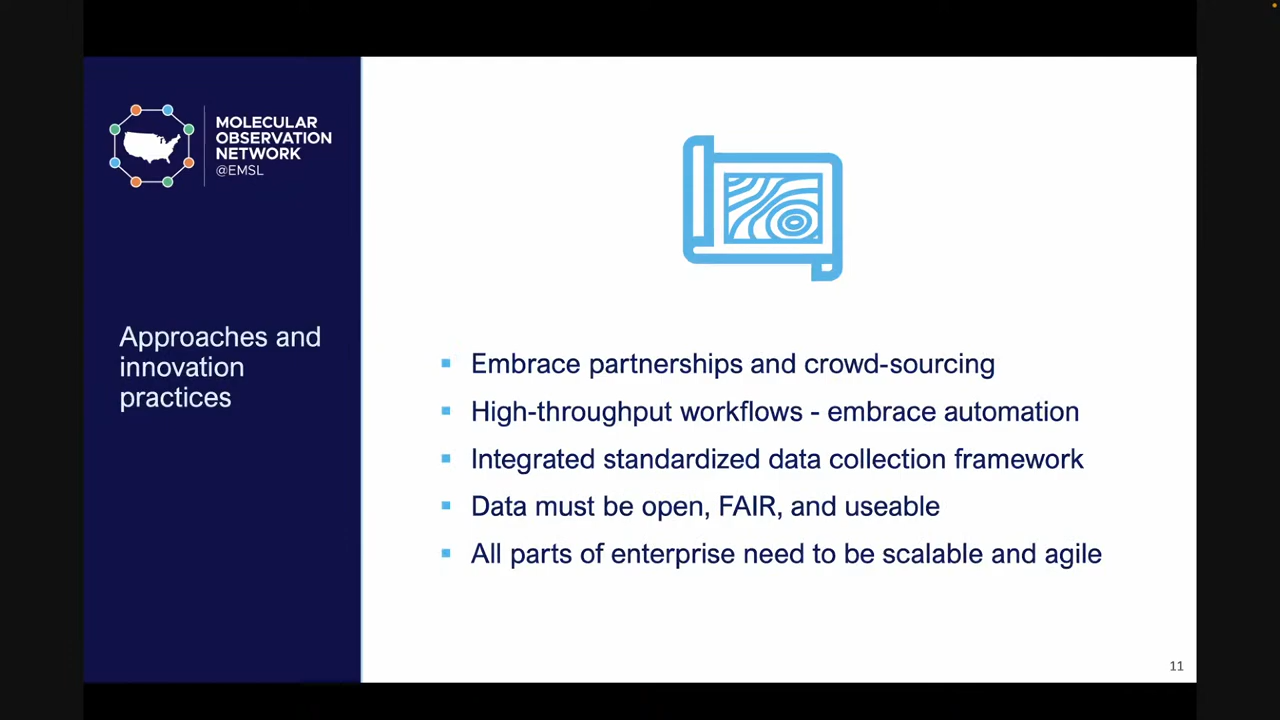 MOLECULAR
OBSERVATION
NETWORK
@EMSL
Approaches and
innovation
practices
Embrace partnerships and crowd-sourcing
High-throughput workflows - embrace automation
Integrated standardized data collection framework
Data must be open, FAIR, and useable
All parts of enterprise need to be scalable and agile
11